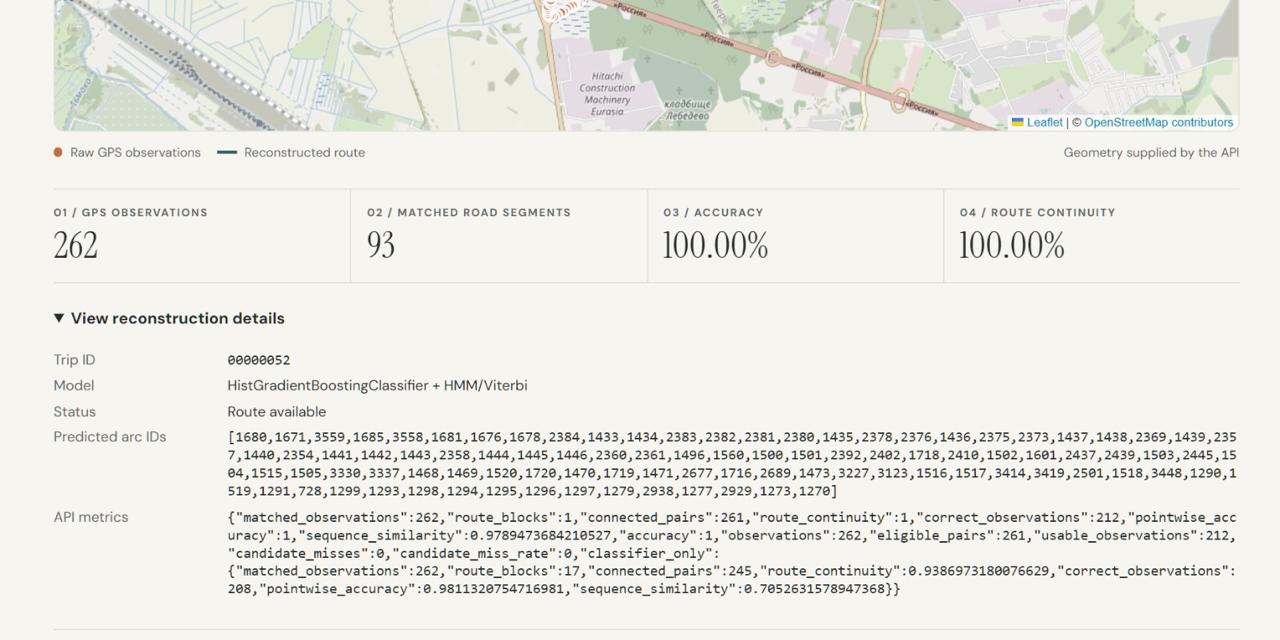 «Россия»
«Россия»
«Россия»
«Россия»
Hitachi
Construction
Machinery
Eurasia
кладбище
Лебедево
Leaflet | © OpenStreetMap contributors
Raw GPS observations
Reconstructed route
Geometry supplied by the API
01 / GPS OBSERVATIONS
262
02 / MATCHED ROAD SEGMENTS
93
03 / ACCURACY
100.00%
04 / ROUTE CONTINUITY
100.00%
▼ View reconstruction details
Trip ID 00000052
Model HistGradientBoostingClassifier + HMM/Viterbi
Status Route available
Predicted arc IDs [1680,1671,3559,1685,3558,1681,1676,1678,2384,1433,1434,2383,2382,2381,2380,1435,2378,2376,1436,2375,2373,1437,1438,2369,1439,235
7,1440,2354,1441,1442,1443,2358,1444,1445,1446,2360,2361,1496,1560,1500,1501,2392,2402,1718,2410,1502,1601,2437,2439,1503,2445,15
04,1515,1505,3330,3337,1468,1469,1520,1720,1470,1719,1471,2677,1716,2689,1473,3227,3123,1516,1517,3414,3419,2501,1518,3448,1290,1
519,1291,728,1299,1293,1298,1294,1295,1296,1297,1279,2938,1277,2929,1273,1270]
API metrics {"matched_observations":262,"route_blocks":1,"connected_pairs":261,"route_continuity":1,"correct_observations":212,"pointwise_acc
uracy":1,"sequence_similarity":0.9789473684210527,"accuracy":1,"observations":262,"eligible_pairs":261,"usable_observations":212,
"candidate_misses":0,"candidate_miss_rate":0,"classifier_only":
{"matched_observations":262,"route_blocks":17,"connected_pairs":245,"route_continuity":0.9386973180076629,"correct_observations":
208,"pointwise_accuracy":0.9811320754716981,"sequence_similarity":0.7052631578947368}}